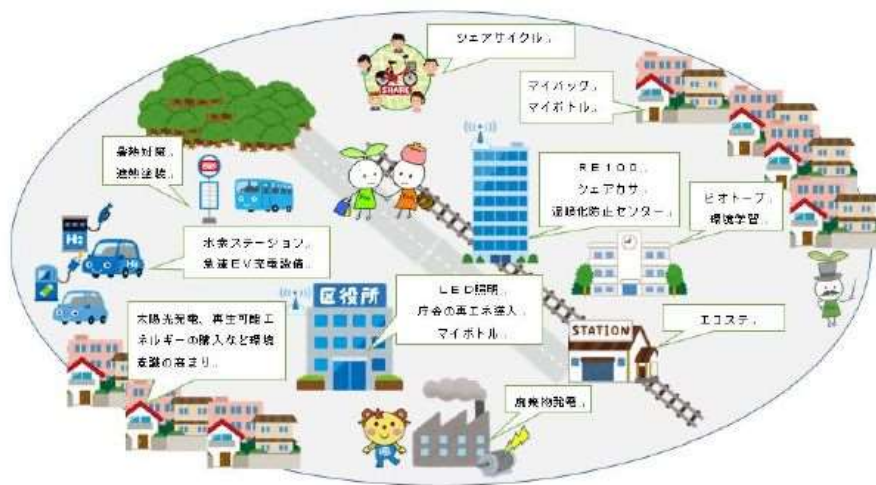 シェアサイクル
SHARE
マイバッグ
マイボトル
暑熱対策
遮熱塗装
RE100
シェアカサ
温暖化防止センター
ビオトープ
環境学習
H2
水素ステーション
急速EV充電設備
区役所
LED照明
庁舎の再エネ導入
マイボトル
STATION
エコステ
太陽光発電、再生可能エ
ネルギーの購入など環境
意識の高まり
廃棄物発電